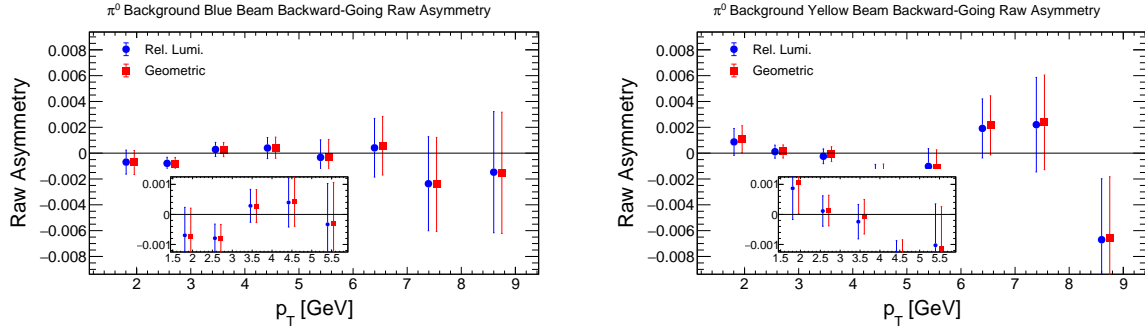 π⁰ Background Blue Beam Backward-Going Raw Asymmetry
Raw Asymmetry
0.008
0.006
0.004
0.002
0
−0.002
−0.004
−0.006
−0.008
Rel. Lumi.
Geometric
0.001
0
−0.001
1.5 2 2.5 3 3.5 4 4.5 5 5.5
2 3 4 5 6 7 8 9
p_T [GeV]
π⁰ Background Yellow Beam Backward-Going Raw Asymmetry
Raw Asymmetry
0.008
0.006
0.004
0.002
0
−0.002
−0.004
−0.006
−0.008
Rel. Lumi.
Geometric
0.001
0
−0.001
1.5 2 2.5 3 3.5 4 4.5 5 5.5
2 3 4 5 6 7 8 9
p_T [GeV]